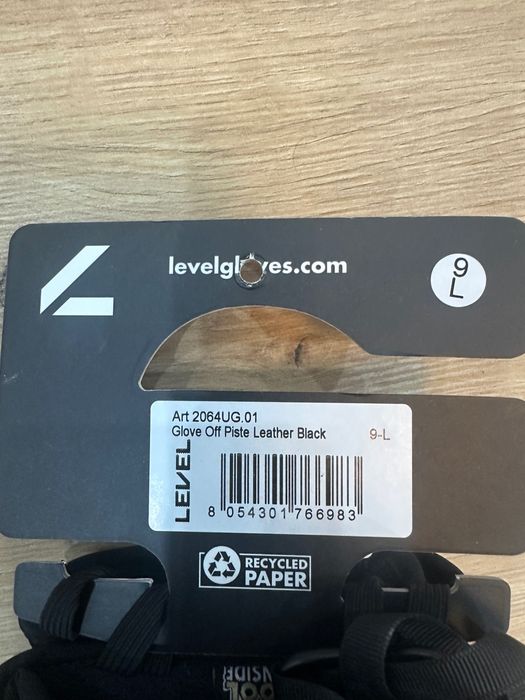 levelgloves.com
9
L
Art 2064UG.01
Glove Off Piste Leather Black 9-L
LEVEL
8 054301 766983
RECYCLED
PAPER